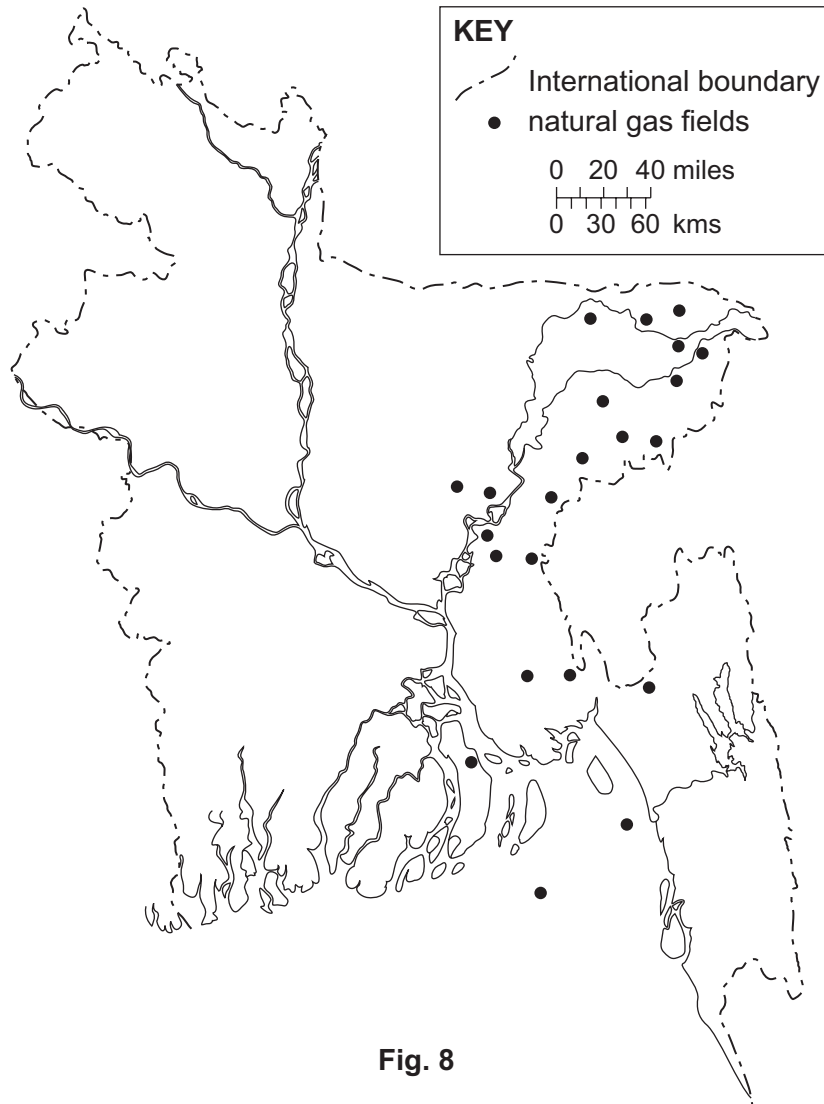 KEY
International boundary
natural gas fields
0 20 40 miles
0 30 60 kms
Fig. 8